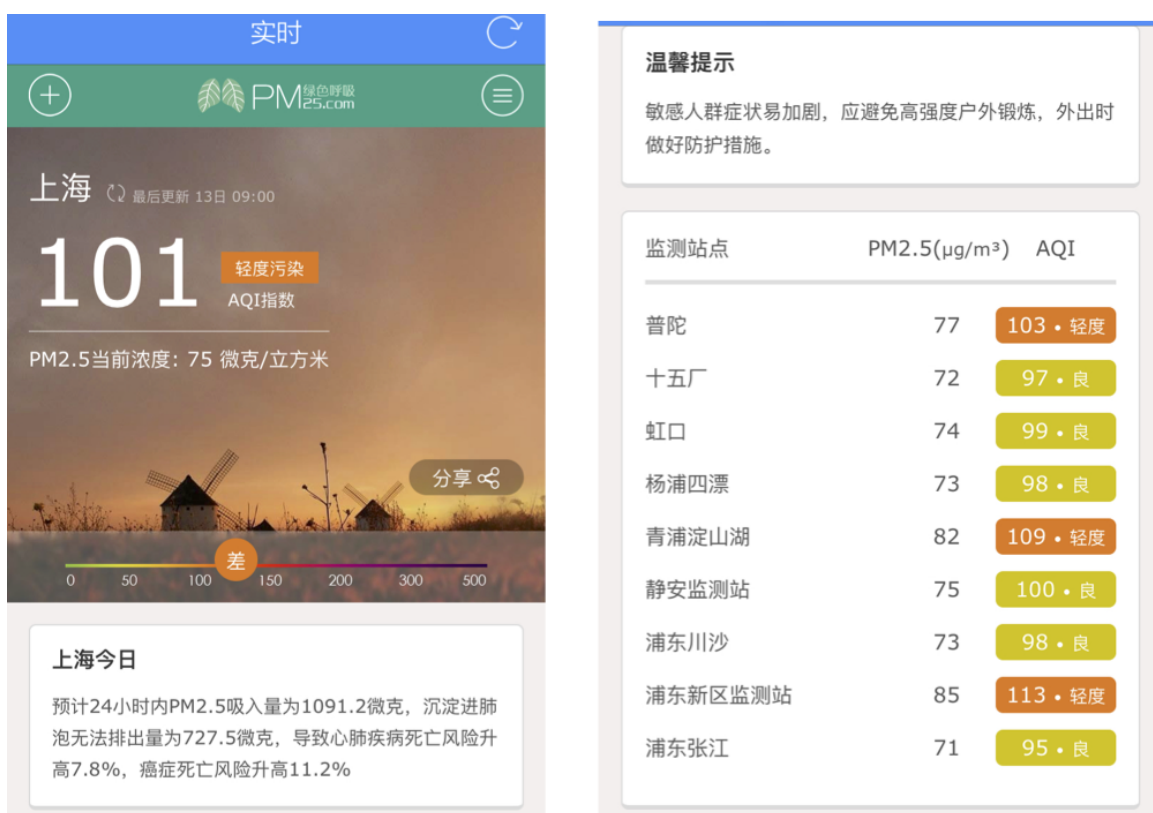 实时
PM25.com 绿色呼吸
上海 最后更新 13日 09:00
101 轻度污染
AQI指数
PM2.5当前浓度: 75 微克/立方米
分享
差
0 50 100 150 200 300 500
上海今日
预计24小时内PM2.5吸入量为1091.2微克，沉淀进肺
泡无法排出量为727.5微克，导致心肺疾病死亡风险升
高7.8%，癌症死亡风险升高11.2%
温馨提示
敏感人群症状易加剧，应避免高强度户外锻炼，外出时
做好防护措施。
监测站点 PM2.5(μg/m³) AQI
普陀 77 103 • 轻度
十五厂 72 97 • 良
虹口 74 99 • 良
杨浦四漂 73 98 • 良
青浦淀山湖 82 109 • 轻度
静安监测站 75 100 • 良
浦东川沙 73 98 • 良
浦东新区监测站 85 113 • 轻度
浦东张江 71 95 • 良